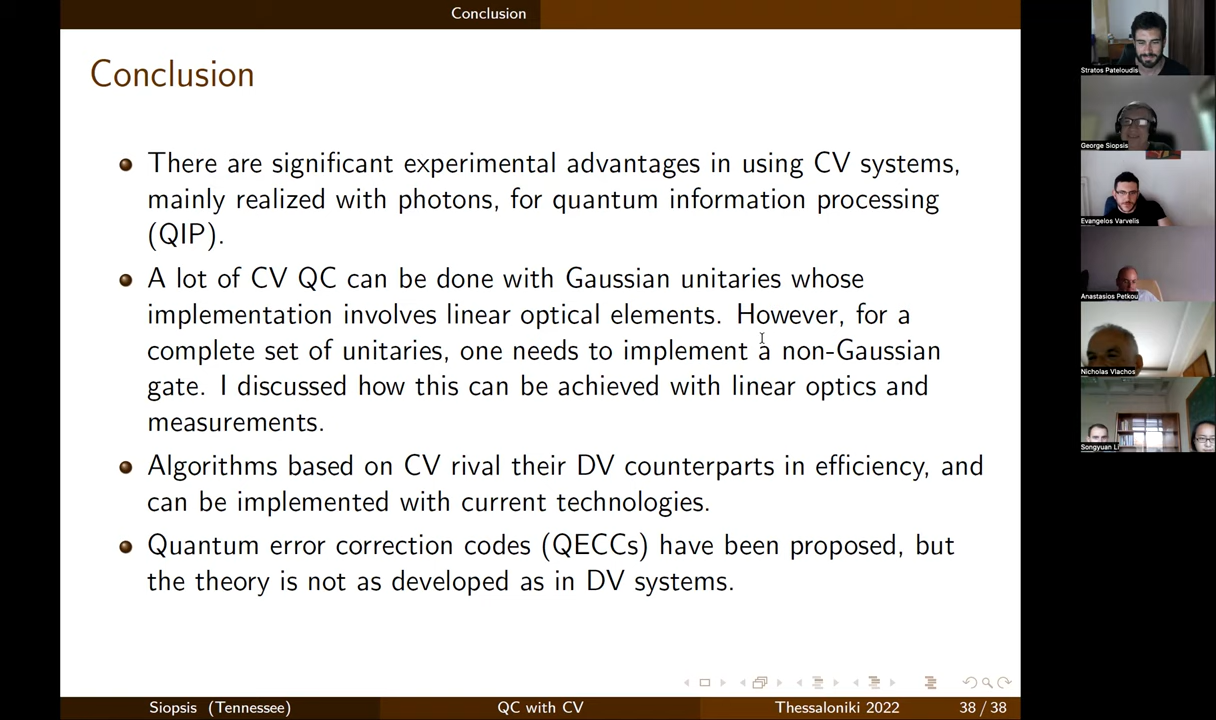 Conclusion
Conclusion
There are significant experimental advantages in using CV systems,
mainly realized with photons, for quantum information processing
(QIP).
A lot of CV QC can be done with Gaussian unitaries whose
implementation involves linear optical elements. However, for a
complete set of unitaries, one needs to implement a non-Gaussian
gate. I discussed how this can be achieved with linear optics and
measurements.
Algorithms based on CV rival their DV counterparts in efficiency, and
can be implemented with current technologies.
Quantum error correction codes (QECCs) have been proposed, but
the theory is not as developed as in DV systems.
Siopsis (Tennessee)
QC with CV
Thessaloniki 2022
38 / 38
Stratos Pateloudis
George Siopsis
Evangelos Varvelis
Anastasios Petkou
Nicholas Vlachos
Songyuan Li